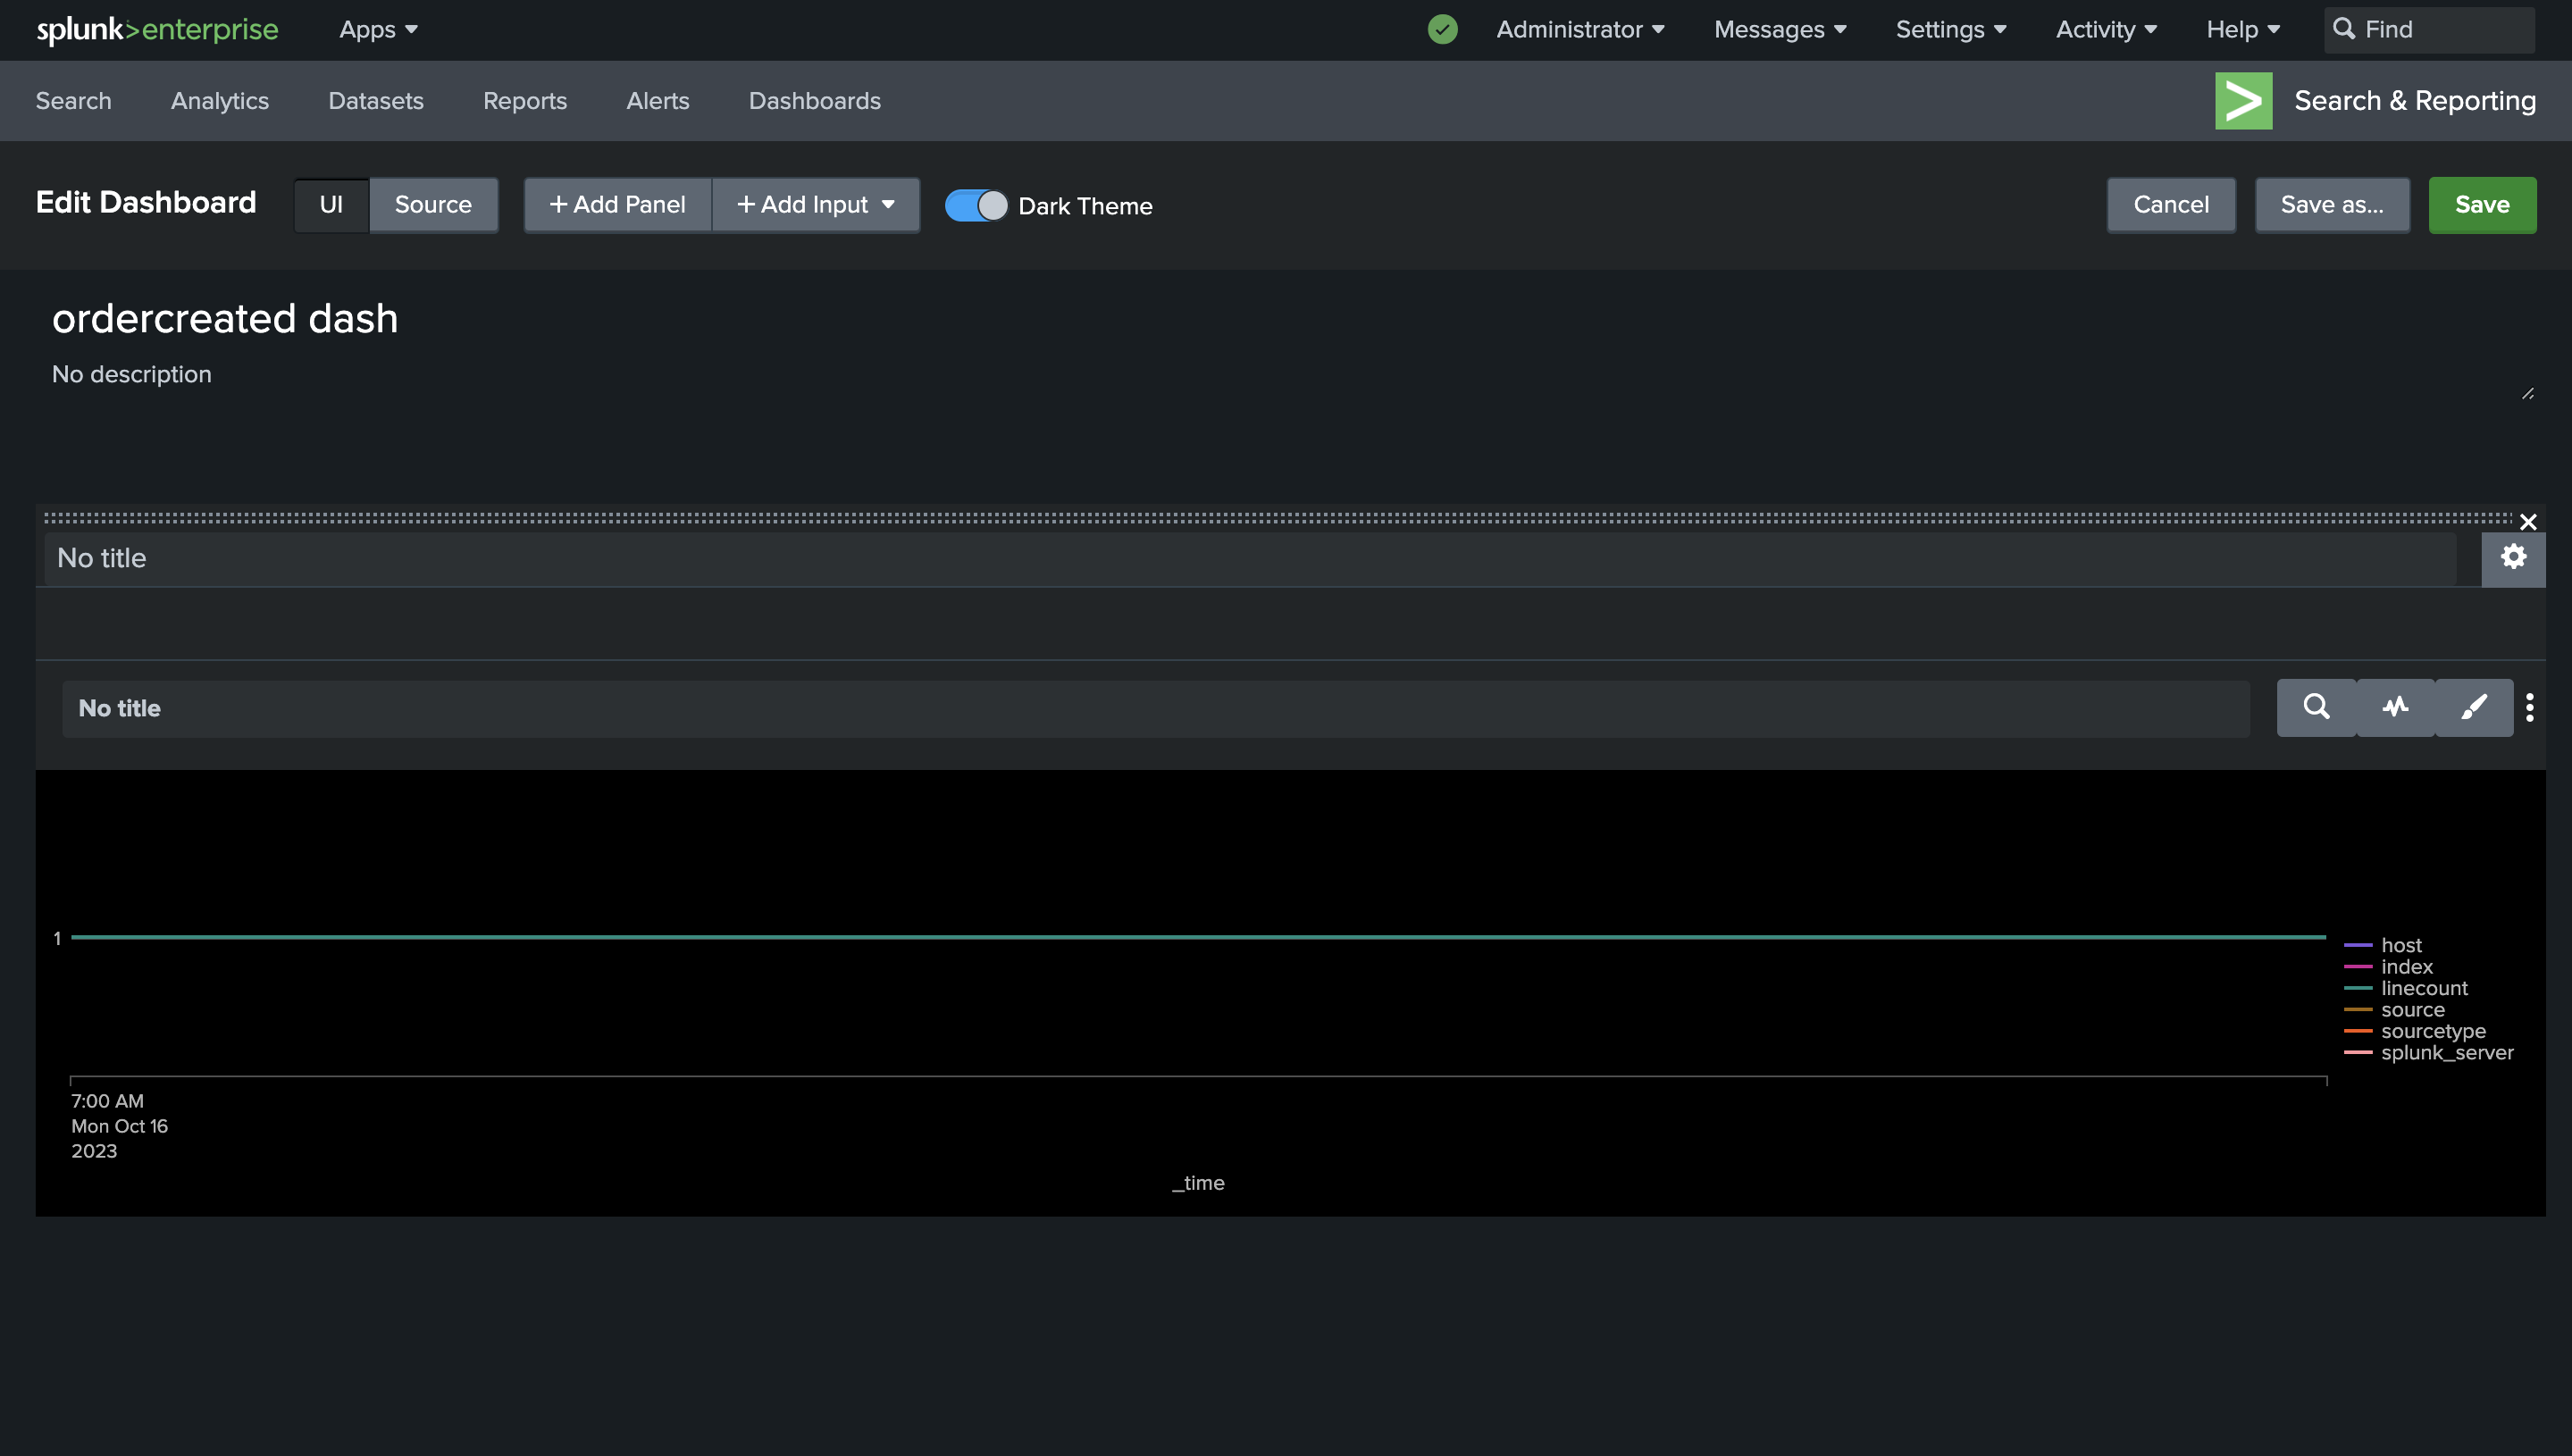 splunk>enterprise Apps Administrator Messages Settings Activity Help Find
Search Analytics Datasets Reports Alerts Dashboards Search & Reporting
Edit Dashboard UI Source + Add Panel + Add Input Dark Theme Cancel Save as... Save
ordercreated dash
No description
No title
No title
1
host
index
linecount
source
sourcetype
splunk_server
7:00 AM
Mon Oct 16
2023
_time